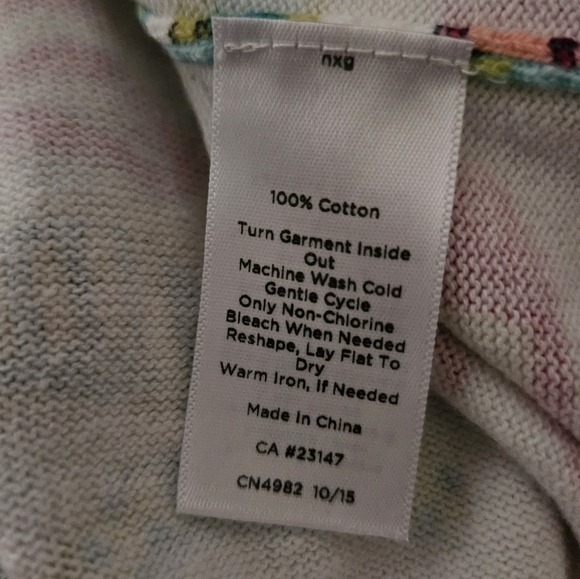 nxg
100% Cotton
Turn Garment Inside
Out
Machine Wash Cold
Gentle Cycle
Only Non-Chlorine
Bleach When Needed
Reshape, Lay Flat To
Dry
Warm Iron, If Needed
Made In China
CA #23147
CN4982 10/15